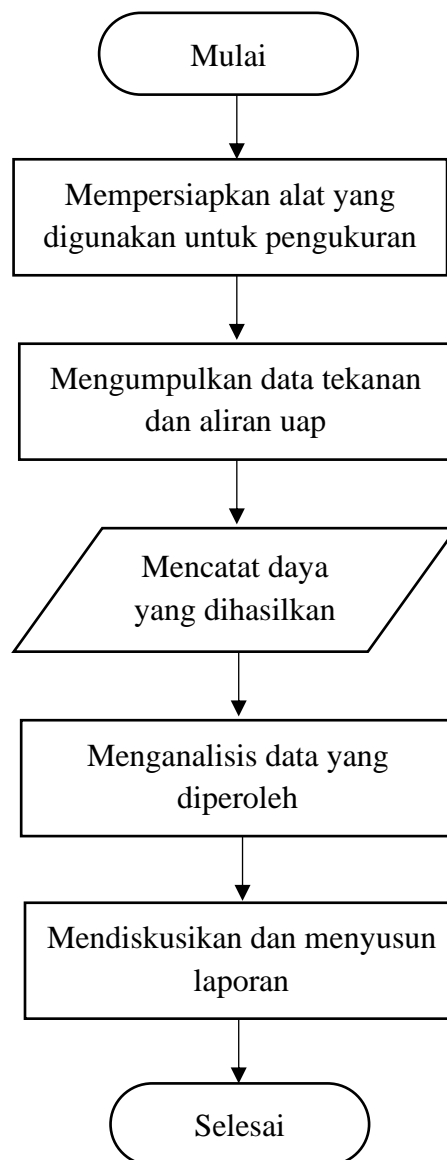 Mulai
Mempersiapkan alat yang
digunakan untuk pengukuran
Mengumpulkan data tekanan
dan aliran uap
Mencatat daya
yang dihasilkan
Menganalisis data yang
diperoleh
Mendiskusikan dan menyusun
laporan
Selesai